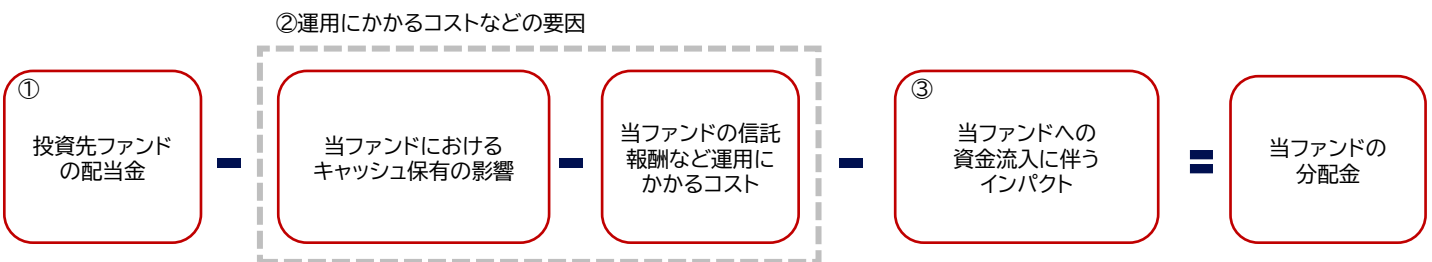 ②運用にかかるコストなどの要因
①
投資先ファンド
の配当金
-
当ファンドにおける
キャッシュ保有の影響
-
当ファンドの信託
報酬など運用に
かかるコスト
-
③
当ファンドへの
資金流入に伴う
インパクト
=
当ファンドの
分配金